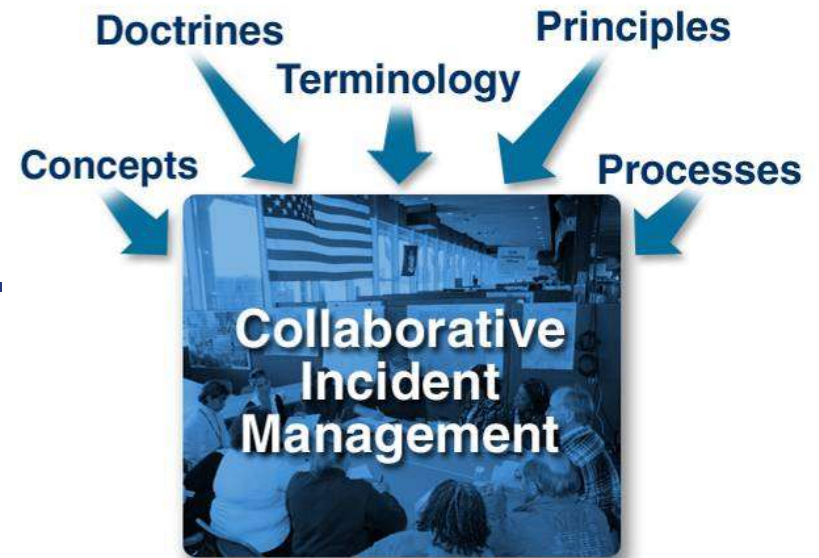 Doctrines
Principles
Terminology
Concepts
Processes
Collaborative
Incident
Management